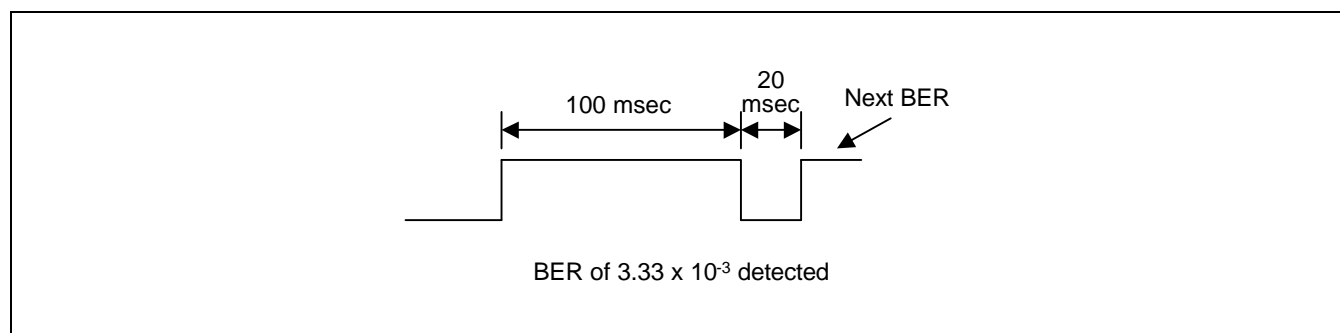 20
msec
100 msec
Next BER
BER of 3.33 x 10-3 detected